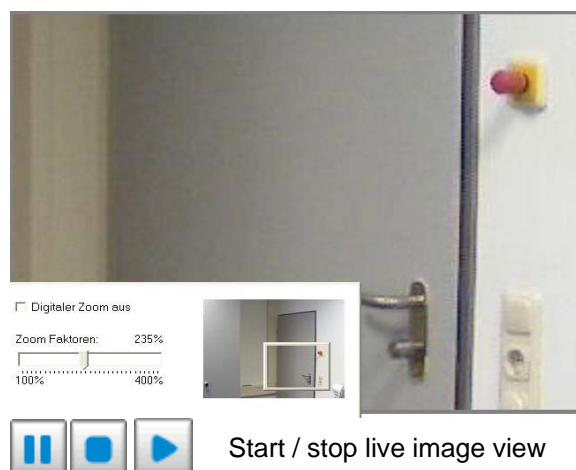 Digitaler Zoom aus
Zoom Faktoren: 235%
100% 400%
Start / stop live image view